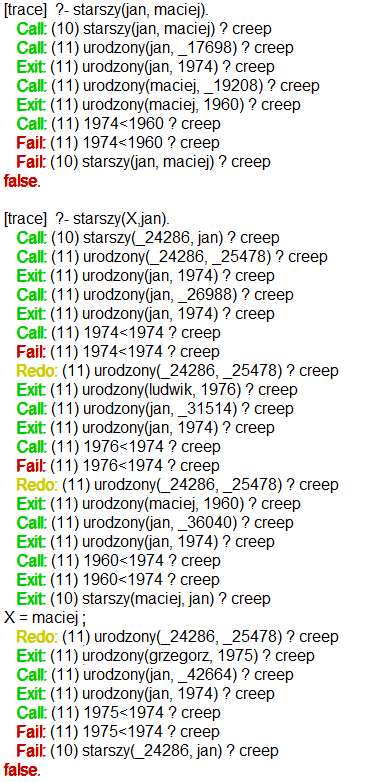 [trace]  ?- starszy(jan, maciej).
Call: (10) starszy(jan, maciej) ? creep
Call: (11) urodzony(jan, _17698) ? creep
Exit: (11) urodzony(jan, 1974) ? creep
Call: (11) urodzony(maciej, _19208) ? creep
Exit: (11) urodzony(maciej, 1960) ? creep
Call: (11) 1974<1960 ? creep
Fail: (11) 1974<1960 ? creep
Fail: (10) starszy(jan, maciej) ? creep
false.
[trace]  ?- starszy(X,jan).
Call: (10) starszy(_24286, jan) ? creep
Call: (11) urodzony(_24286, _25478) ? creep
Exit: (11) urodzony(jan, 1974) ? creep
Call: (11) urodzony(jan, _26988) ? creep
Exit: (11) urodzony(jan, 1974) ? creep
Call: (11) 1974<1974 ? creep
Fail: (11) 1974<1974 ? creep
Redo: (11) urodzony(_24286, _25478) ? creep
Exit: (11) urodzony(ludwik, 1976) ? creep
Call: (11) urodzony(jan, _31514) ? creep
Exit: (11) urodzony(jan, 1974) ? creep
Call: (11) 1976<1974 ? creep
Fail: (11) 1976<1974 ? creep
Redo: (11) urodzony(_24286, _25478) ? creep
Exit: (11) urodzony(maciej, 1960) ? creep
Call: (11) urodzony(jan, _36040) ? creep
Exit: (11) urodzony(jan, 1974) ? creep
Call: (11) 1960<1974 ? creep
Exit: (11) 1960<1974 ? creep
Exit: (10) starszy(maciej, jan) ? creep
X = maciej ;
Redo: (11) urodzony(_24286, _25478) ? creep
Exit: (11) urodzony(grzegorz, 1975) ? creep
Call: (11) urodzony(jan, _42664) ? creep
Exit: (11) urodzony(jan, 1974) ? creep
Call: (11) 1975<1974 ? creep
Fail: (11) 1975<1974 ? creep
Fail: (10) starszy(_24286, jan) ? creep
false.